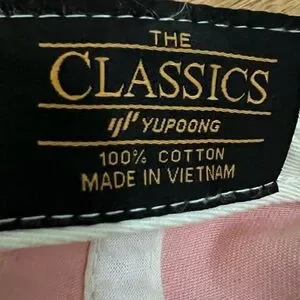 THE
CLASSICS
YUPOONG
100% COTTON
MADE IN VIETNAM